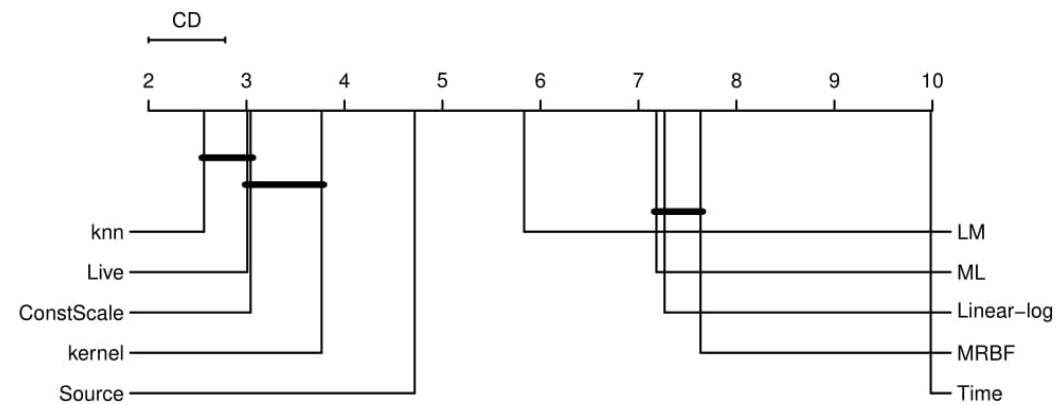 CD
2 3 4 5 6 7 8 9 10
knn LM
Live ML
ConstScale Linear−log
kernel MRBF
Source Time